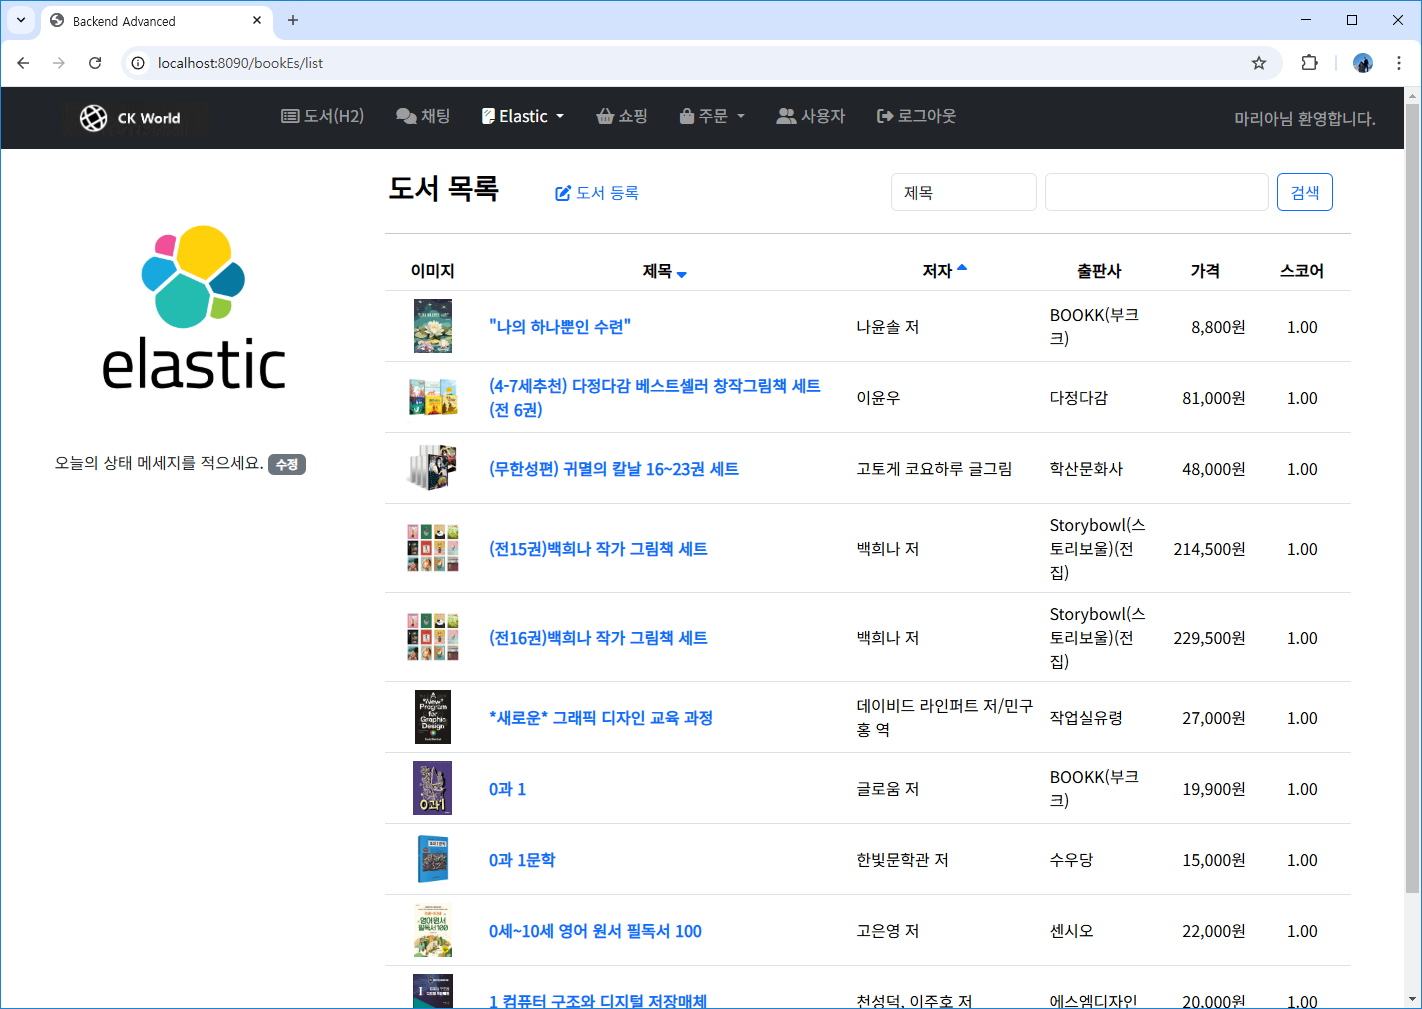 Backend Advanced
localhost:8090/bookEs/list
CK World
도서(H2)
채팅
Elastic
쇼핑
주문
사용자
로그아웃
마리아님 환영합니다.
elastic
오늘의 상태 메세지를 적으세요. 수정
도서 목록
도서 등록
제목
검색
이미지 제목 저자 출판사 가격 스코어
"나의 하나뿐인 수련" 나윤솔 저 BOOKK(부크
크) 8,800원 1.00
(4-7세추천) 다정다감 베스트셀러 창작그림책 세트
(전 6권) 이윤우 다정다감 81,000원 1.00
(무한성편) 귀멸의 칼날 16~23권 세트 고토게 코요하루 글그림 학산문화사 48,000원 1.00
(전15권)백희나 작가 그림책 세트 백희나 저 Storybowl(스
토리보울)(전
집) 214,500원 1.00
(전16권)백희나 작가 그림책 세트 백희나 저 Storybowl(스
토리보울)(전
집) 229,500원 1.00
A
*New*
Program
for
Graphic
Design
*새로운* 그래픽 디자인 교육 과정 데이비드 라인퍼트 저/민구
홍 역 작업실유령 27,000원 1.00
0과1
0과 1 글로움 저 BOOKK(부크
크) 19,900원 1.00
0과 1문학 한빛문학관 저 수우당 15,000원 1.00
영어원서
필독서100
0세~10세 영어 원서 필독서 100 고은영 저 센시오 22,000원 1.00
1 컴퓨터 구조와 디지털 저장매체 천성덕, 이주호 저 에스엠디자인 20,000원 1.00